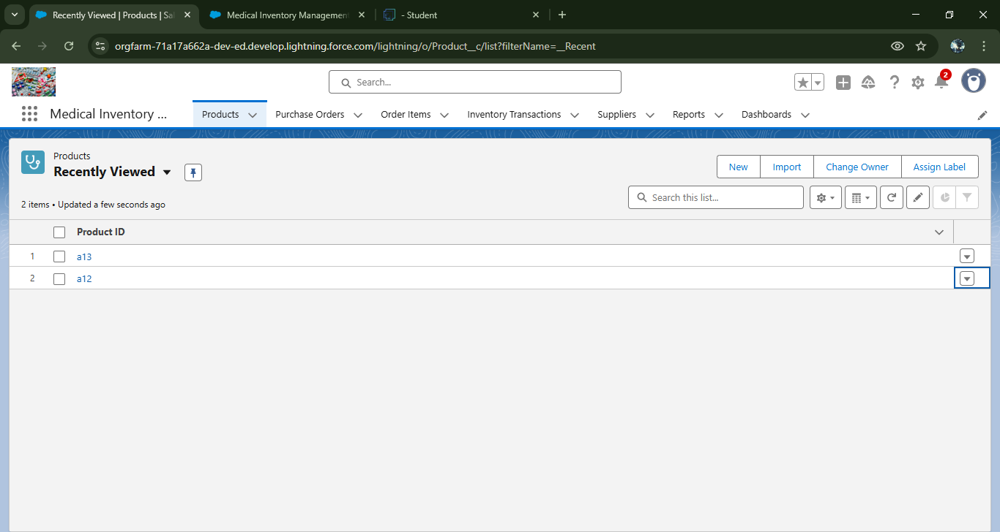 Recently Viewed | Products | Sal
Medical Inventory Management
- Student
orgfarm-71a17a662a-dev-ed.develop.lightning.force.com/lightning/o/Product__c/list?filterName=__Recent
Search...
2
Medical Inventory ...
Products
Purchase Orders
Order Items
Inventory Transactions
Suppliers
Reports
Dashboards
Products
Recently Viewed
New
Import
Change Owner
Assign Label
2 items • Updated a few seconds ago
Search this list...
Product ID
1 a13
2 a12